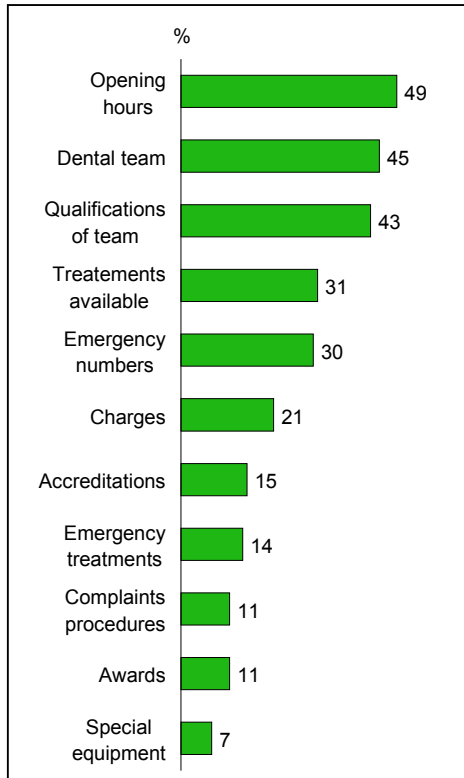 %
Opening
hours
49
Dental team
45
Qualifications
of team
43
Treatements
available
31
Emergency
numbers
30
Charges
21
Accreditations
15
Emergency
treatments
14
Complaints
procedures
11
Awards
11
Special
equipment
7